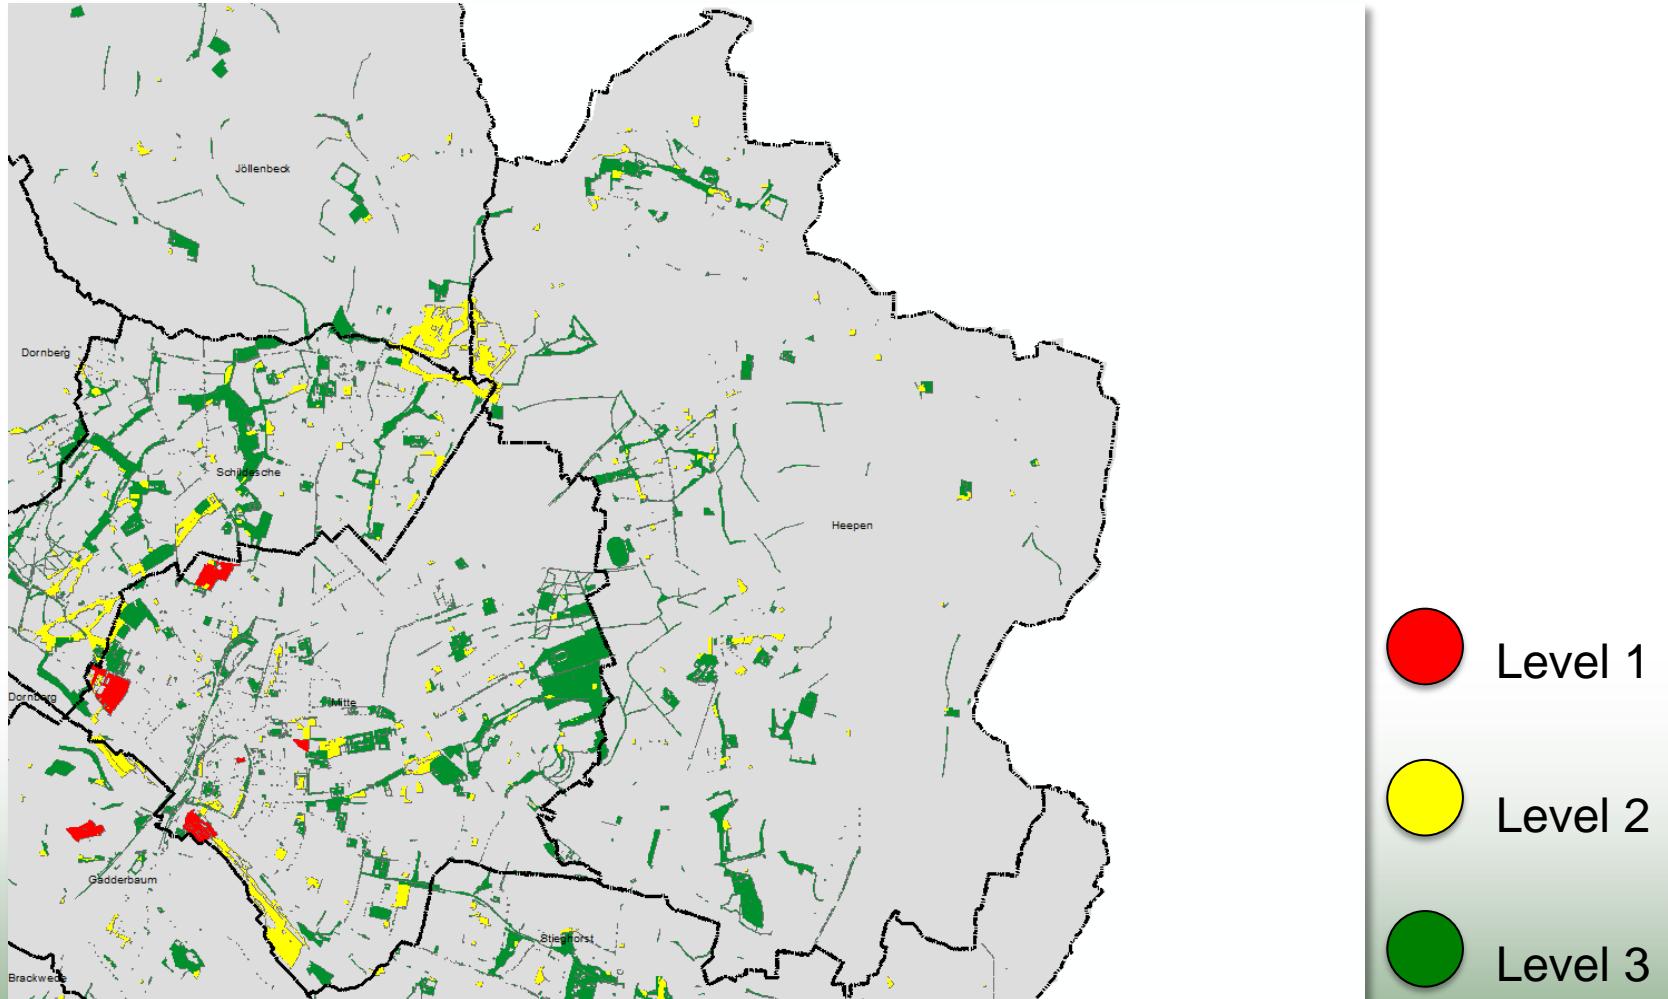 Jöllenbeck
Dornberg
Schildesche
Heepen
Dornberg
Mitte
Gadderbaum
Stieghorst
Brackwede
Level 1
Level 2
Level 3